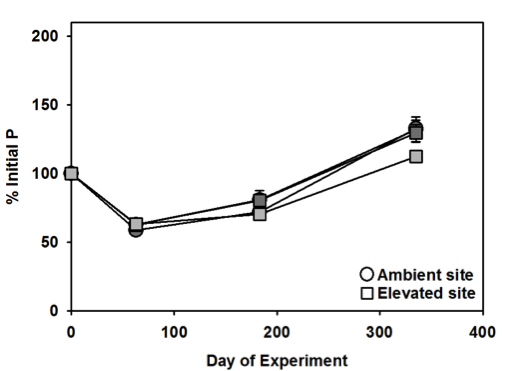 200
150
100
50
0
% Initial P
Ambient site
Elevated site
0 100 200 300 400
Day of Experiment